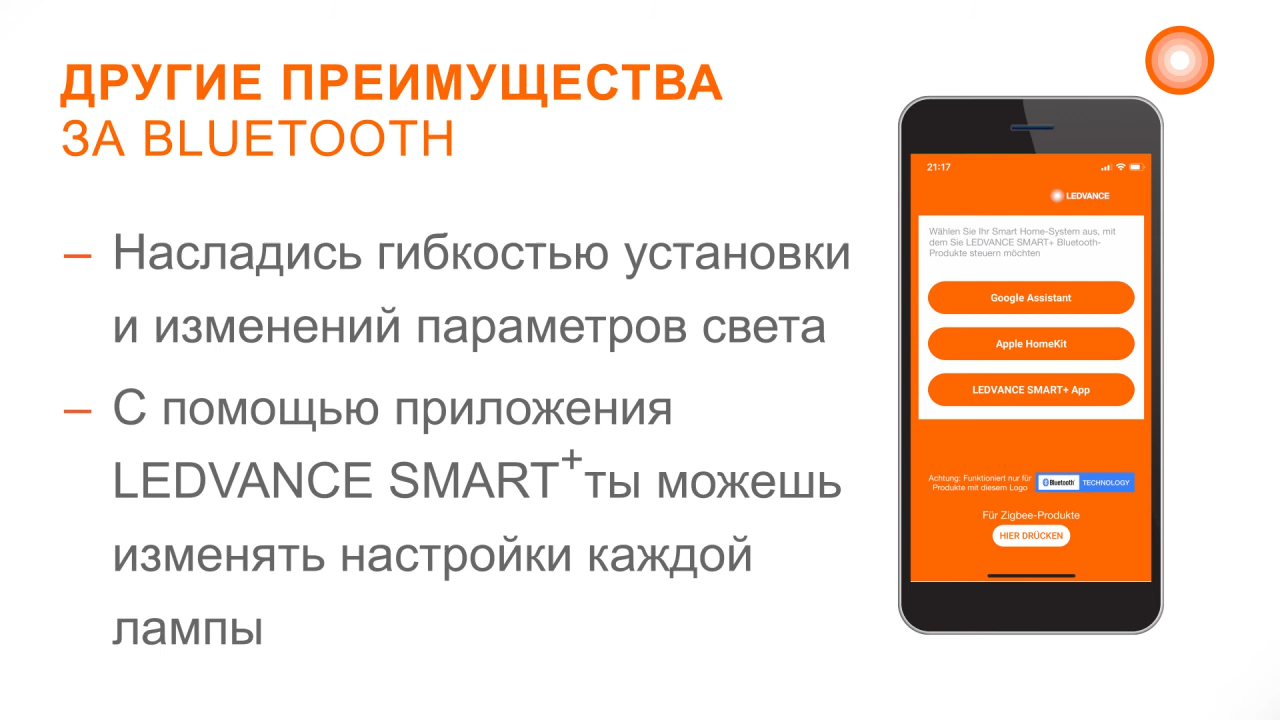 ДРУГИЕ ПРЕИМУЩЕСТВА
ЗА BLUETOOTH
– Насладись гибкостью установки
и изменений параметров света
– С помощью приложения
LEDVANCE SMART+ ты можешь
изменять настройки каждой
лампы
21:17
LEDVANCE
Wählen Sie Ihr Smart Home-System aus, mit
dem Sie LEDVANCE SMART+ Bluetooth-
Produkte steuern möchten
Google Assistant
Apple HomeKit
LEDVANCE SMART+ App
Achtung: Funktioniert nur für
Produkte mit diesem Logo
Bluetooth TECHNOLOGY
Für Zigbee-Produkte
HIER DRÜCKEN